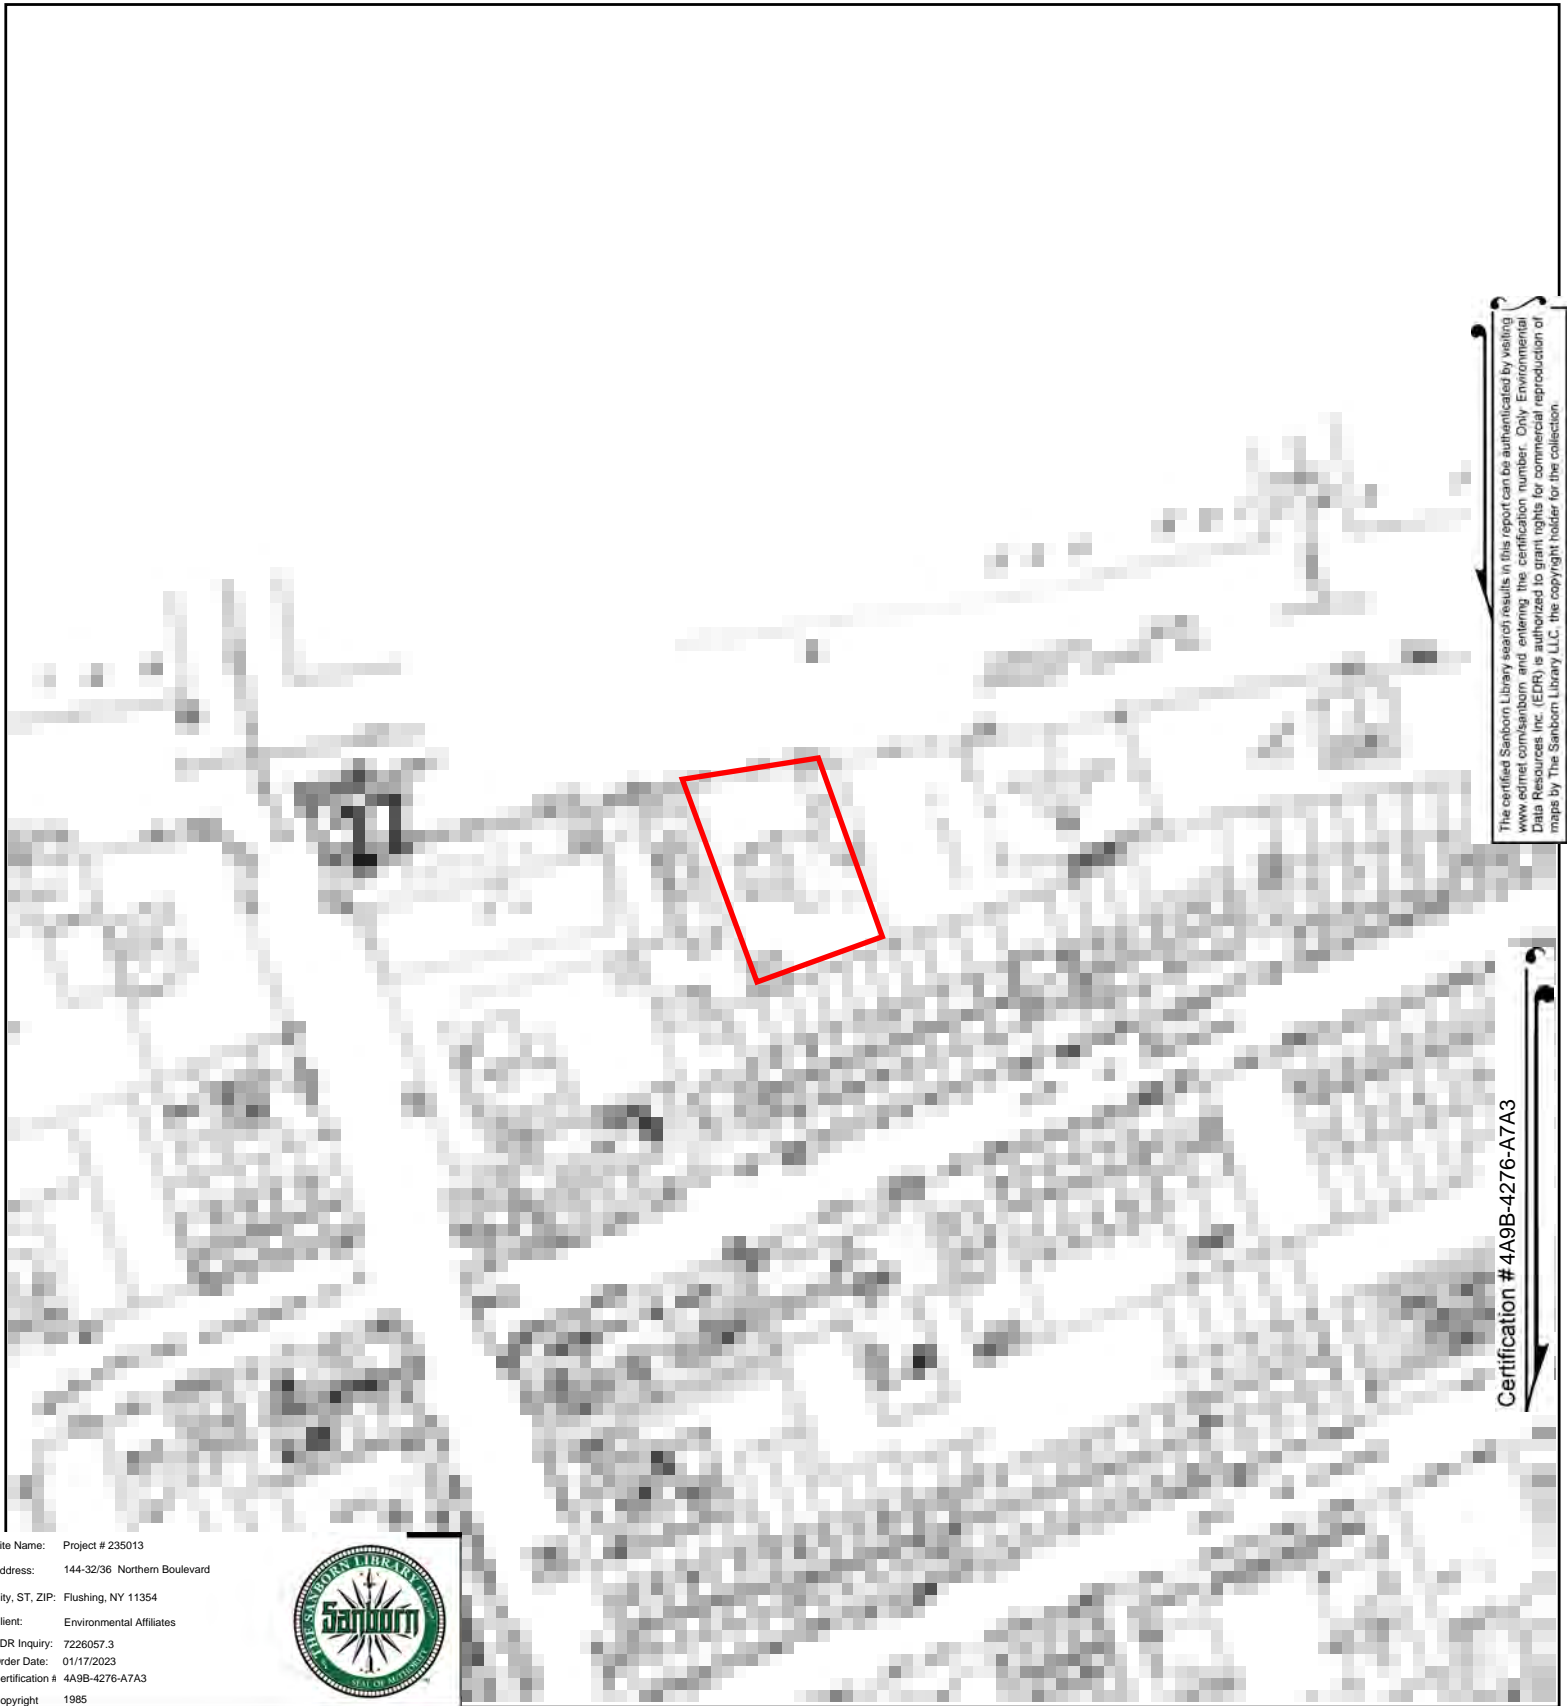 The certified Sanborn Library search results in this report can be authenticated by visiting
www.edrnet.com/sanborn and entering the certification number. Only Environmental
Data Resources Inc. (EDR) is authorized to grant rights for commercial reproduction of
maps by The Sanborn Library LLC, the copyright holder for the collection.
Certification # 4A9B-4276-A7A3
ite Name: Project # 235013
ddress: 144-32/36 Northern Boulevard
ity, ST, ZIP: Flushing, NY 11354
lient: Environmental Affiliates
DR Inquiry: 7226057.3
rder Date: 01/17/2023
ertification # 4A9B-4276-A7A3
opyright 1985
THE SANBORN LIBRARY LLC
Sanborn
SEAL OF AUTHORITY